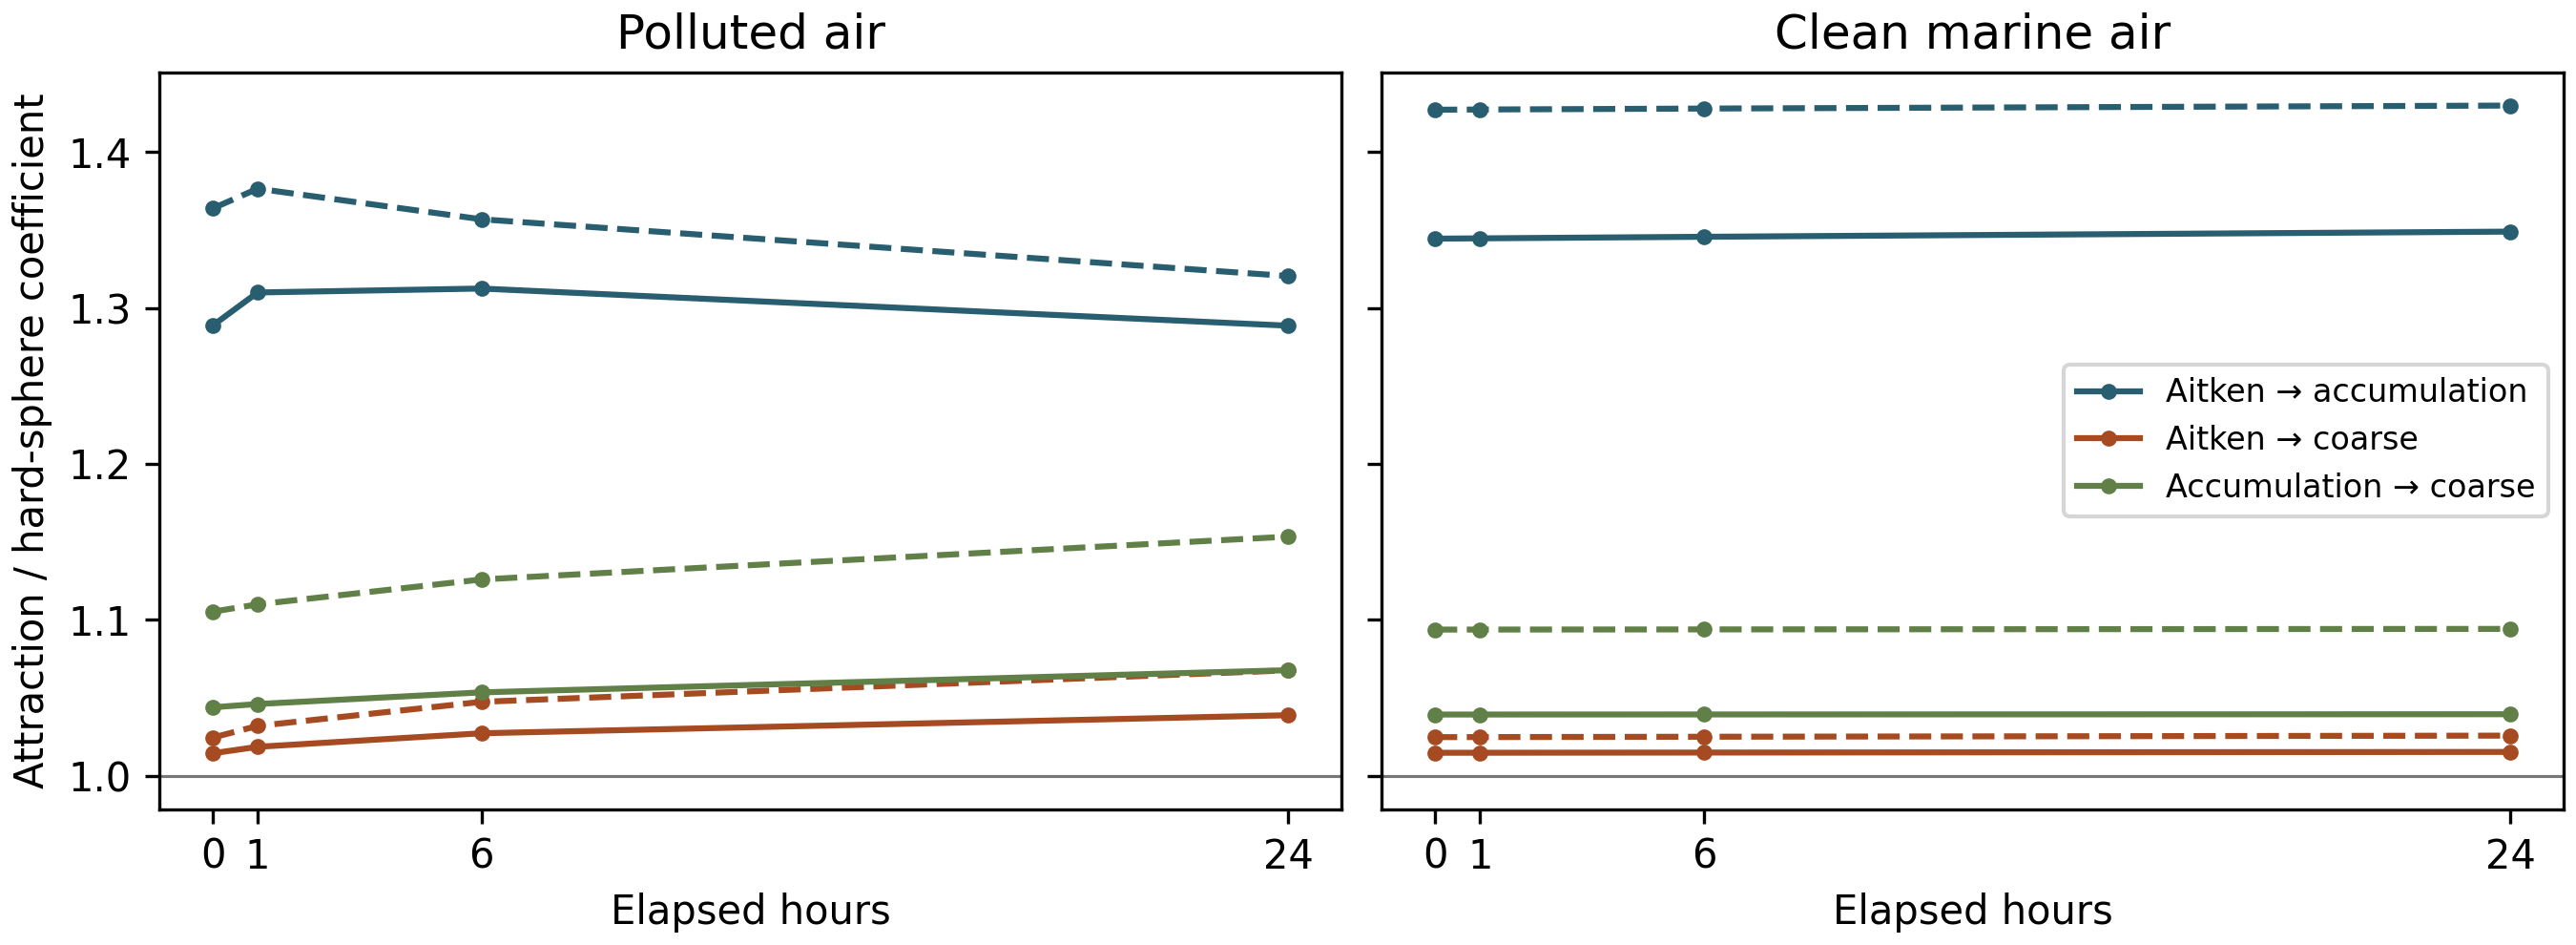 Polluted air
Clean marine air
Attraction / hard-sphere coefficient
1.4
1.3
1.2
1.1
1.0
0 1 6 24
0 1 6 24
Elapsed hours
Elapsed hours
Aitken → accumulation
Aitken → coarse
Accumulation → coarse